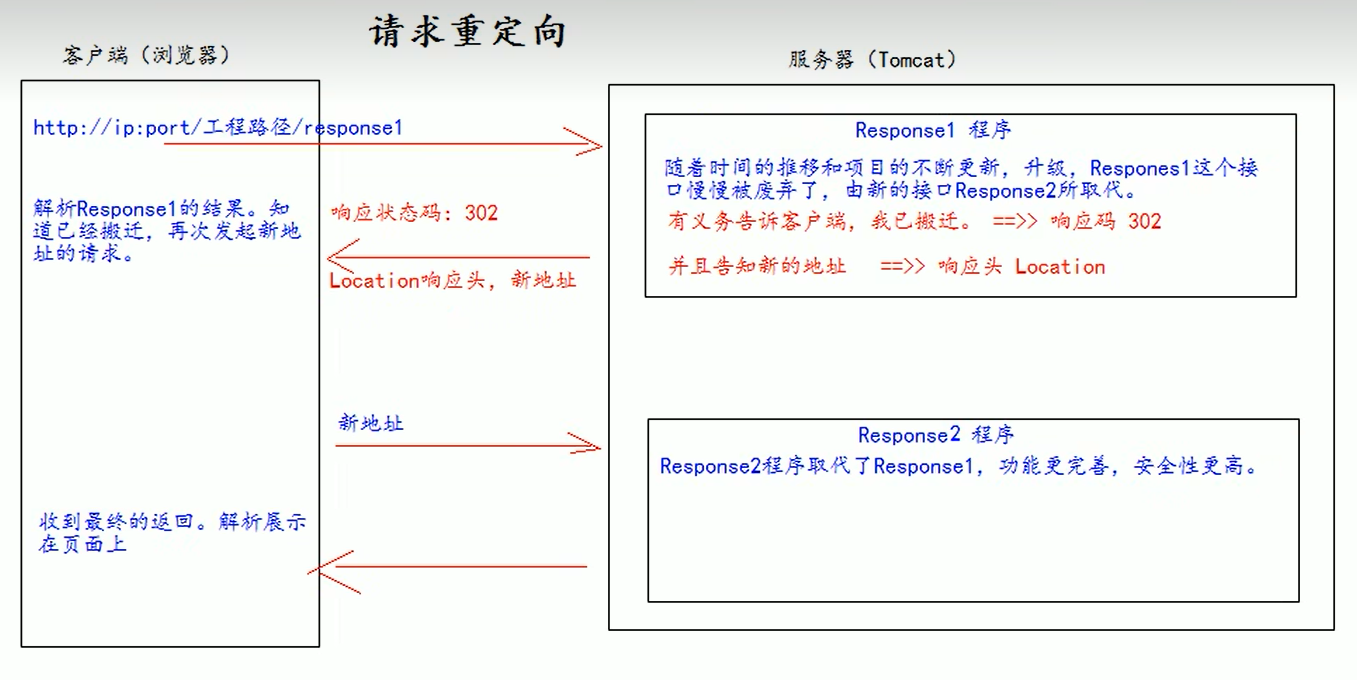 请求重定向
客户端（浏览器）
服务器（Tomcat）
http://ip:port/工程路径/response1
Response1 程序
随着时间的推移和项目的不断更新，升级，Respones1这个接
口慢慢被废弃了，由新的接口Response2所取代。
有义务告诉客户端，我已搬迁。 ==>> 响应码 302
并且告知新的地址 ==>> 响应头 Location
响应状态码：302
Location响应头，新地址
解析Response1的结果。知
道已经搬迁，再次发起新地
址的请求。
新地址
Response2 程序
Response2程序取代了Response1，功能更完善，安全性更高。
收到最终的返回。解析展示
在页面上